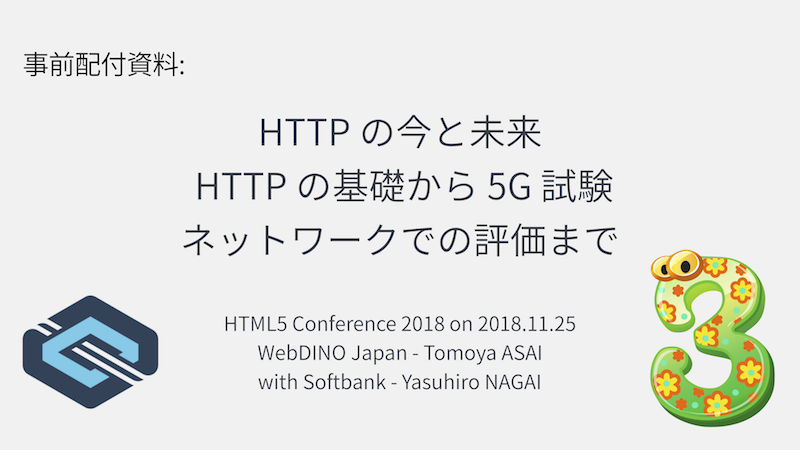 事前配付資料:
HTTP の今と未来
HTTP の基礎から 5G 試験
ネットワークでの評価まで
HTML5 Conference 2018 on 2018.11.25
WebDINO Japan - Tomoya ASAI
with Softbank - Yasuhiro NAGAI
3